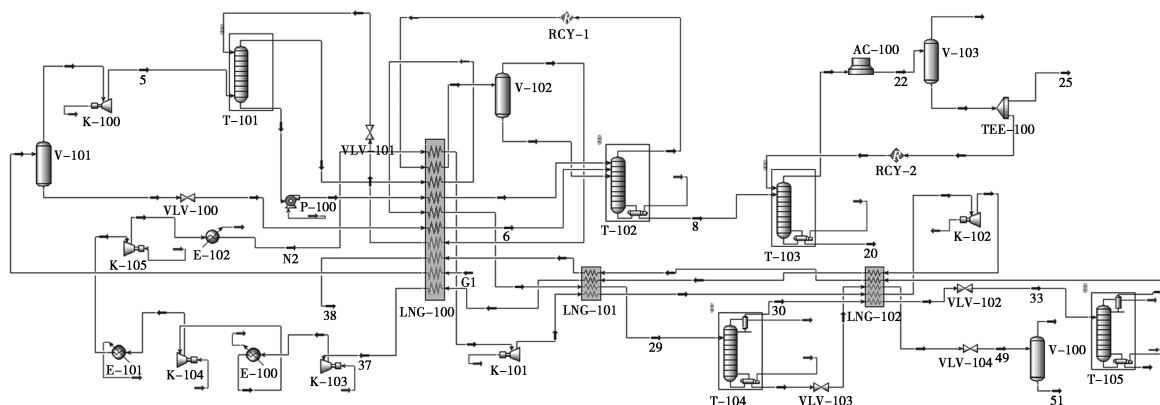 RCY-1
AC-100
V-103
22
25
5
K-100
T-101
V-102
TEE-100
VLV-101
RCY-2
V-101
VLV-100
P-100
T-102
8
K-105
E-102
N2
6
T-103
20
K-102
G1
38
LNG-100
LNG-101
LNG-102
VLV-102
33
30
E-101
K-104
E-100
K-103
37
K-101
29
T-104
VLV-103
VLV-104
49
V-100
51
T-105